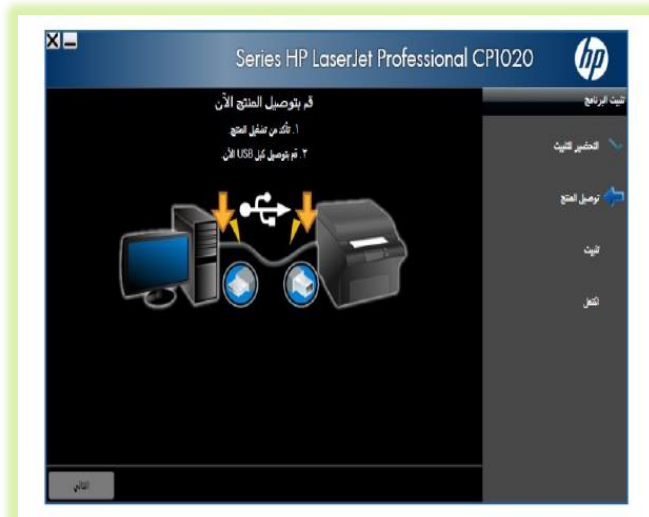 Series HP LaserJet Professional CP1020
hp
قم بتوصيل المنتج الآن
١. تأكد من تشغيل المنتج.
٢. قم بتوصيل كبل USB الآن.
تثبيت البرنامج
التحضير للتثبيت
توصيل المنتج
تثبيت
اكتمل
التالي